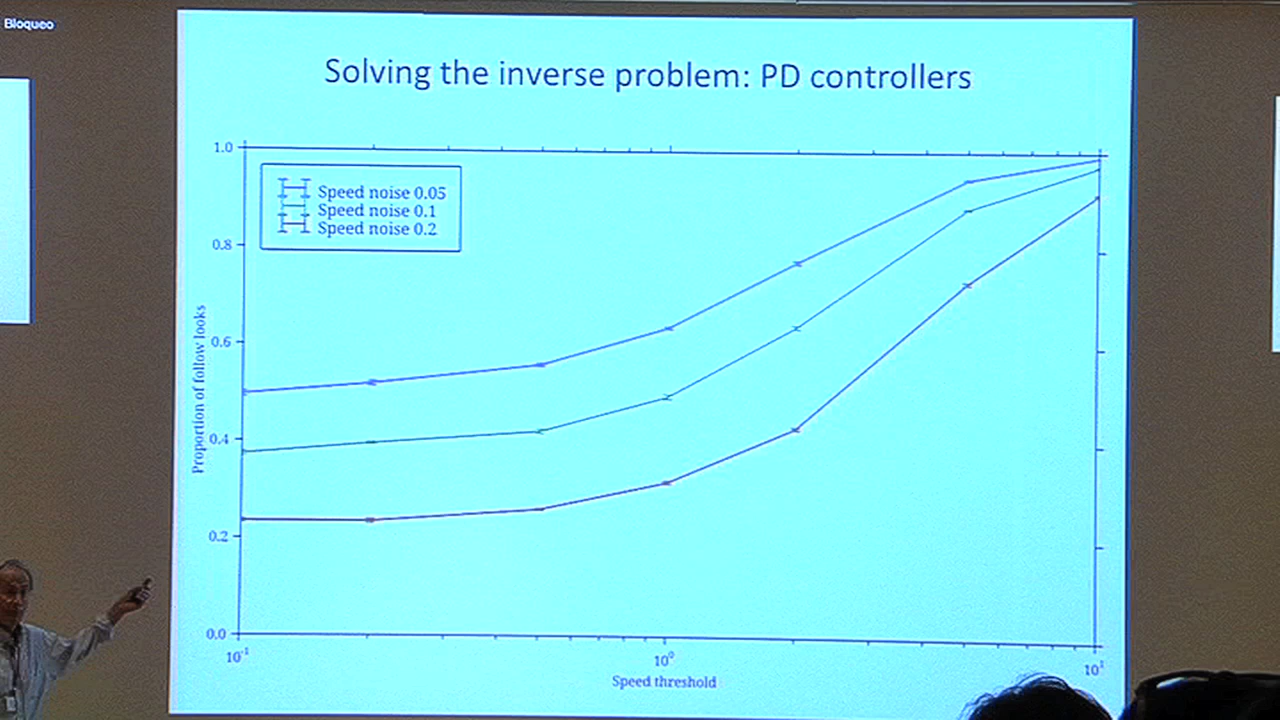 Bloqueo
Solving the inverse problem: PD controllers
1.0
Speed noise 0.05
Speed noise 0.1
Speed noise 0.2
0.8
0.6
Proportion of follow looks
0.4
0.2
0.0
10⁻¹
10⁰
10¹
Speed threshold